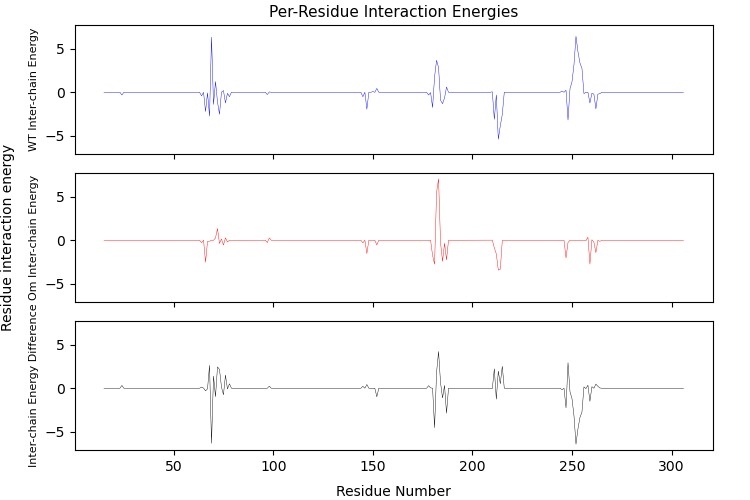 Per-Residue Interaction Energies
Residue interaction energy
WT Inter-chain Energy
5
0
−5
Om Inter-chain Energy
5
0
−5
Inter-chain Energy Difference
5
0
−5
50
100
150
200
250
300
Residue Number